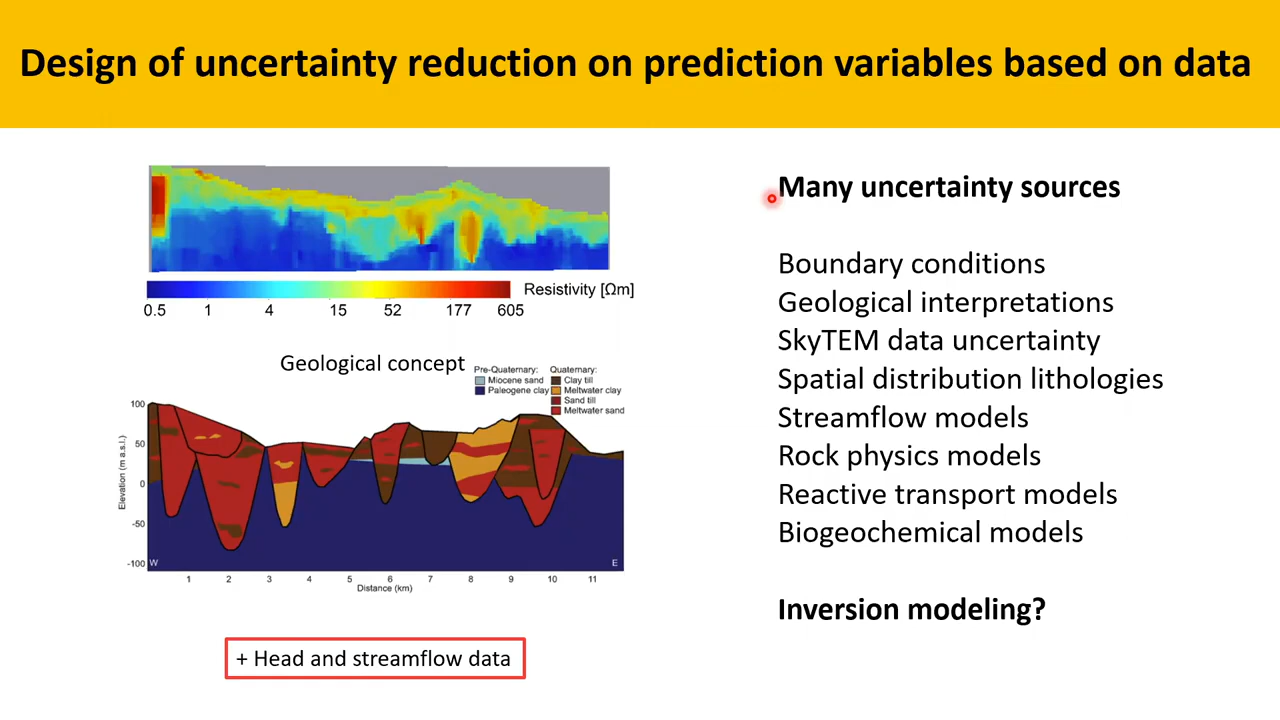 Design of uncertainty reduction on prediction variables based on data
Resistivity [Ωm]
0.5 1 4 15 52 177 605
Geological concept
Pre-Quaternary: Quaternary:
Miocene sand Clay till
Paleogene clay Meltwater clay
Sand till
Meltwater sand
Elevation (m a.s.l.)
100
50
0
-50
-100
W E
1 2 3 4 5 6 7 8 9 10 11
Distance (km)
+ Head and streamflow data
Many uncertainty sources
Boundary conditions
Geological interpretations
SkyTEM data uncertainty
Spatial distribution lithologies
Streamflow models
Rock physics models
Reactive transport models
Biogeochemical models
Inversion modeling?